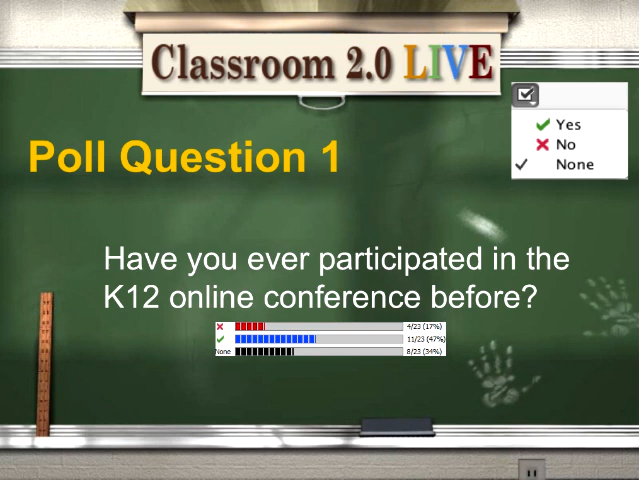 Classroom 2.0 LIVE
Yes
No
None
Poll Question 1
Have you ever participated in the
K12 online conference before?
4/23 (17%)
11/23 (47%)
None 8/23 (34%)